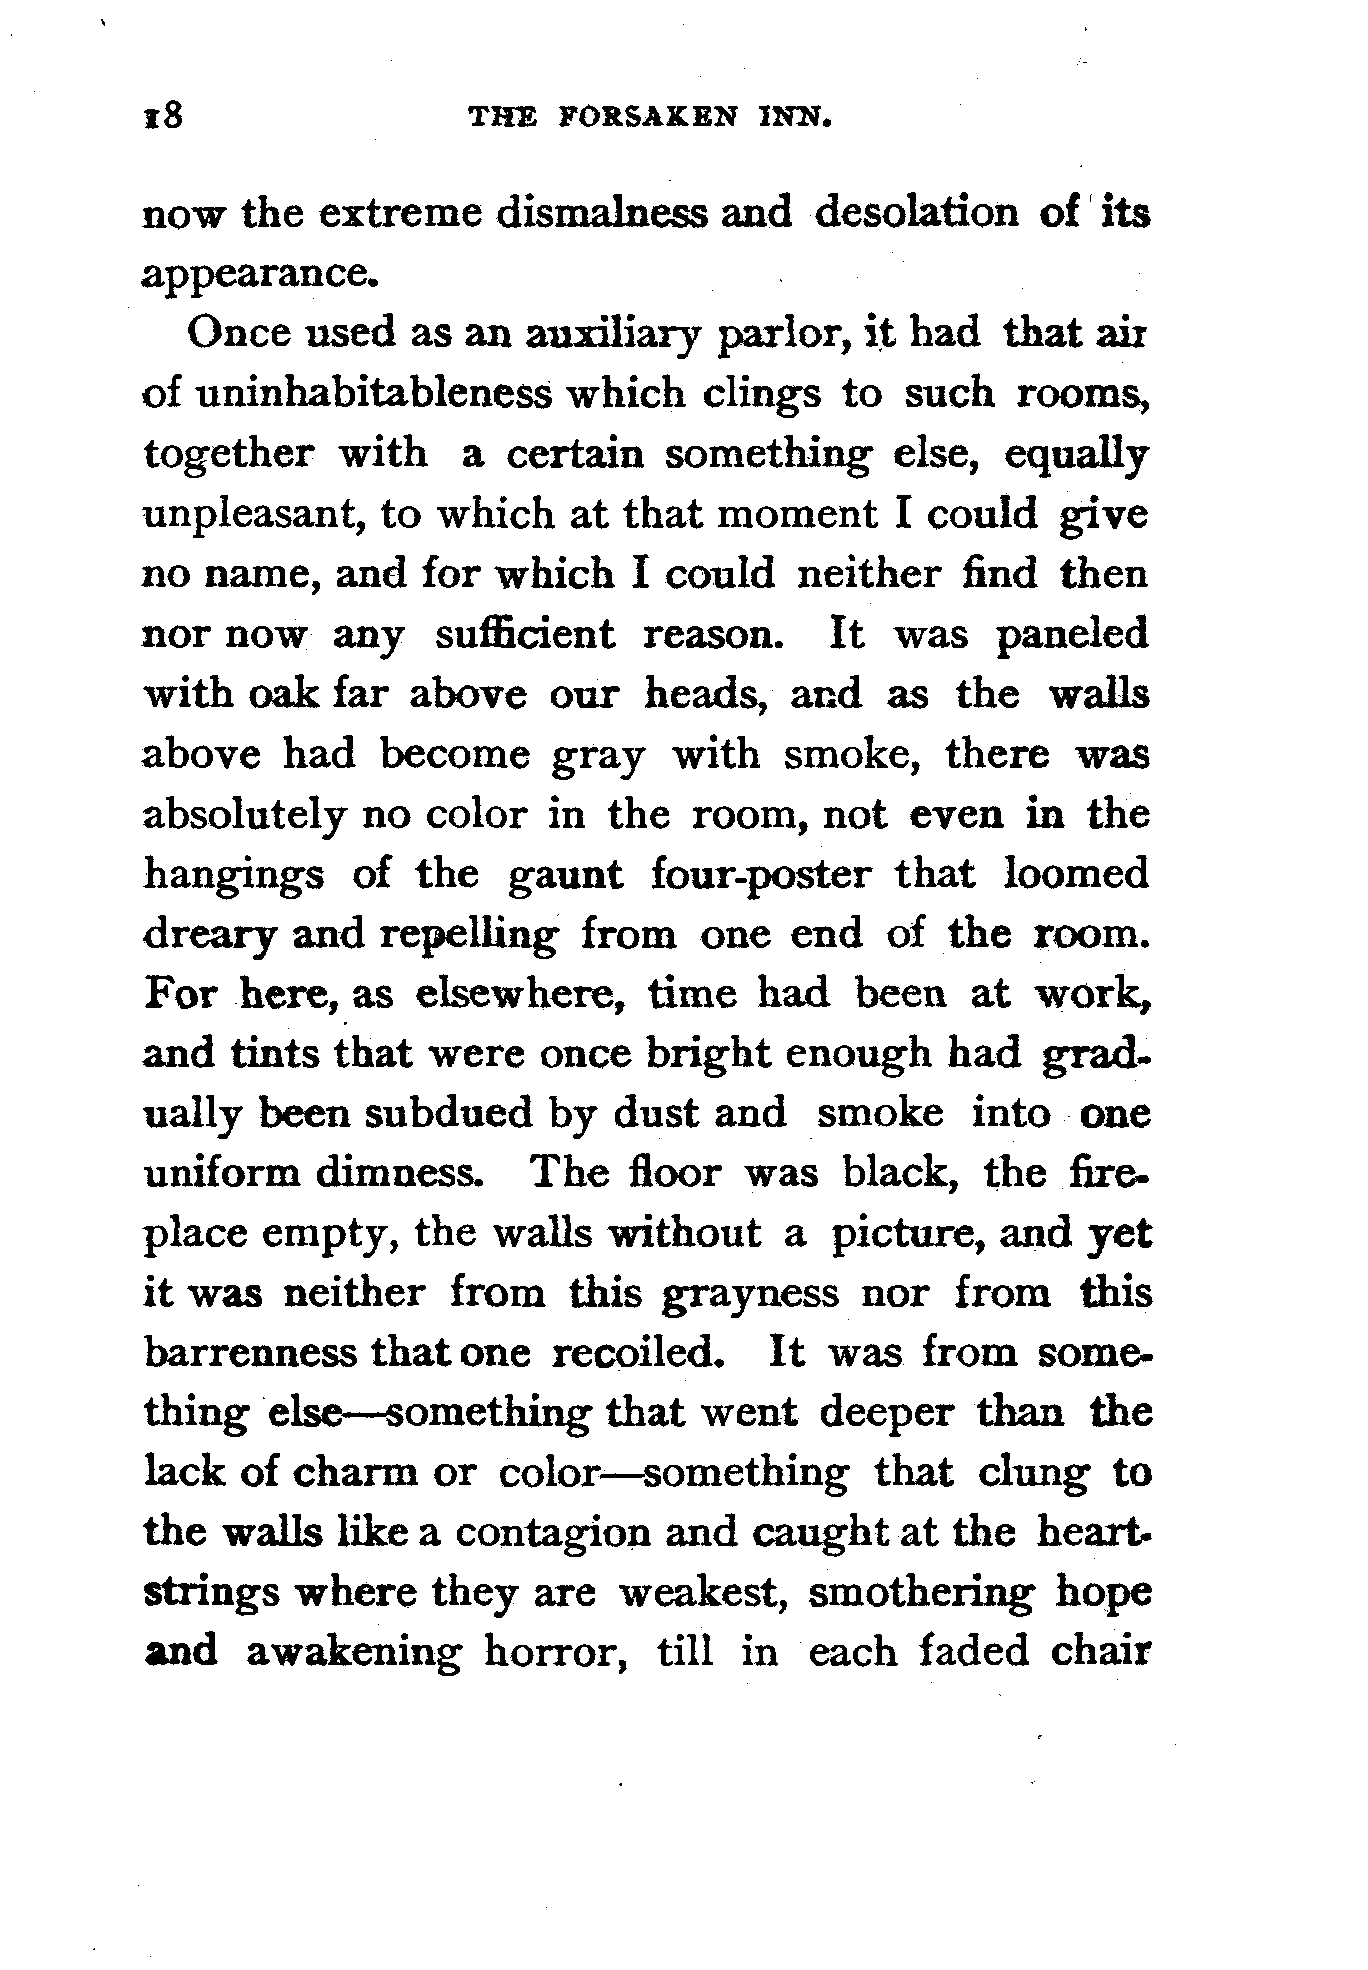 18 THE FORSAKEN INN.
now the extreme dismalness and desolation of its
appearance.
Once used as an auxiliary parlor, it had that air
of uninhabitableness which clings to such rooms,
together with a certain something else, equally
unpleasant, to which at that moment I could give
no name, and for which I could neither find then
nor now any sufficient reason. It was paneled
with oak far above our heads, and as the walls
above had become gray with smoke, there was
absolutely no color in the room, not even in the
hangings of the gaunt four-poster that loomed
dreary and repelling from one end of the room.
For here, as elsewhere, time had been at work,
and tints that were once bright enough had grad-
ually been subdued by dust and smoke into one
uniform dimness. The floor was black, the fire-
place empty, the walls without a picture, and yet
it was neither from this grayness nor from this
barrenness that one recoiled. It was from some-
thing else—something that went deeper than the
lack of charm or color—something that clung to
the walls like a contagion and caught at the heart-
strings where they are weakest, smothering hope
and awakening horror, till in each faded chair